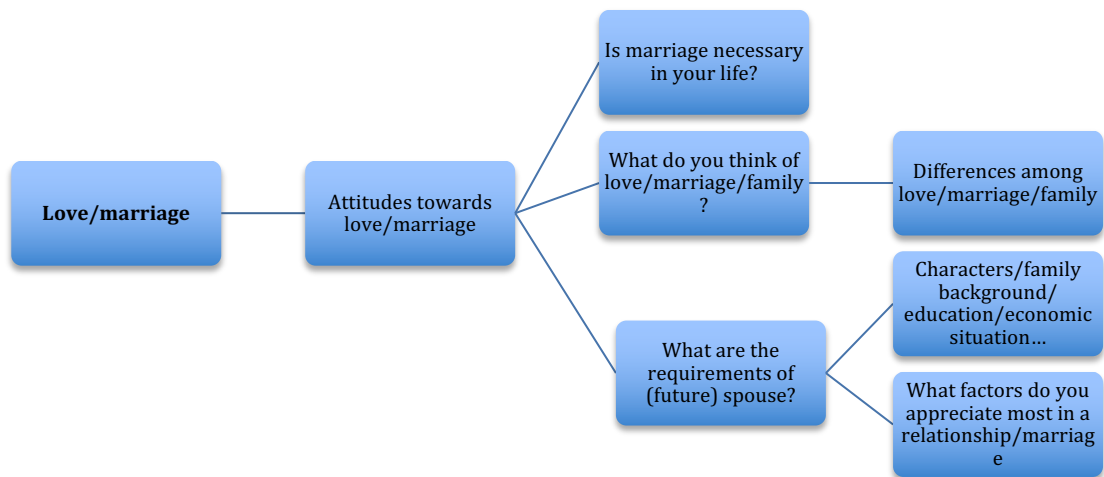 Is marriage necessary
in your life?
What do you think of
love/marriage/family
?
Differences among
love/marriage/family
Love/marriage
Attitudes towards
love/marriage
Characters/family
background/
education/economic
situation…
What are the
requirements of
(future) spouse?
What factors do you
appreciate most in a
relationship/marriag
e